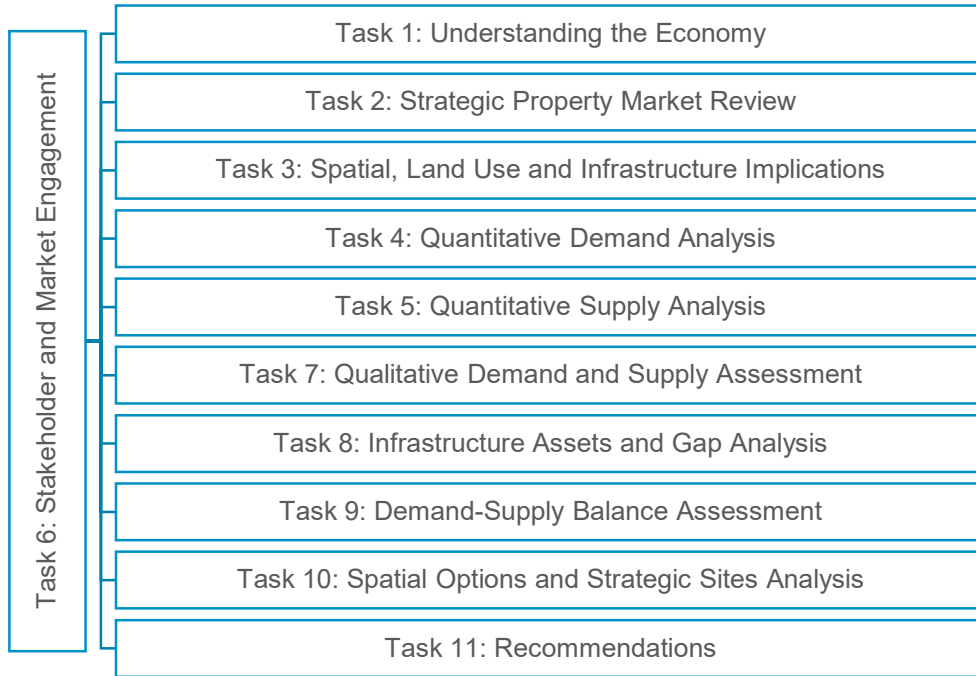 Task 6: Stakeholder and Market Engagement
Task 1: Understanding the Economy
Task 2: Strategic Property Market Review
Task 3: Spatial, Land Use and Infrastructure Implications
Task 4: Quantitative Demand Analysis
Task 5: Quantitative Supply Analysis
Task 7: Qualitative Demand and Supply Assessment
Task 8: Infrastructure Assets and Gap Analysis
Task 9: Demand-Supply Balance Assessment
Task 10: Spatial Options and Strategic Sites Analysis
Task 11: Recommendations